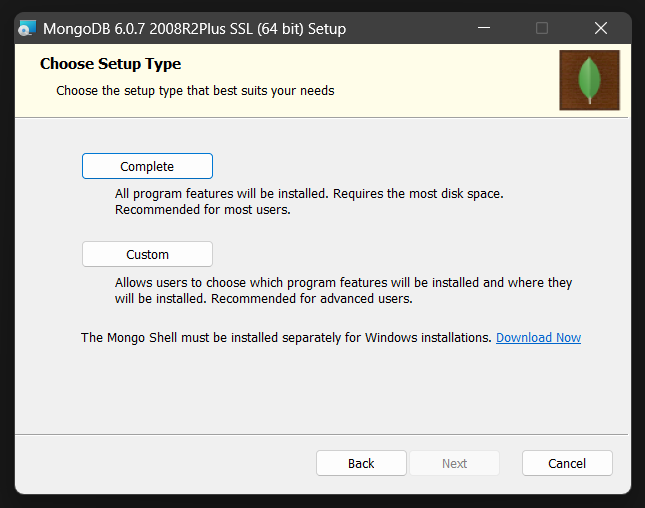 MongoDB 6.0.7 2008R2Plus SSL (64 bit) Setup
Choose Setup Type
Choose the setup type that best suits your needs
Complete
All program features will be installed. Requires the most disk space.
Recommended for most users.
Custom
Allows users to choose which program features will be installed and where they
will be installed. Recommended for advanced users.
The Mongo Shell must be installed separately for Windows installations. Download Now
Back Next Cancel